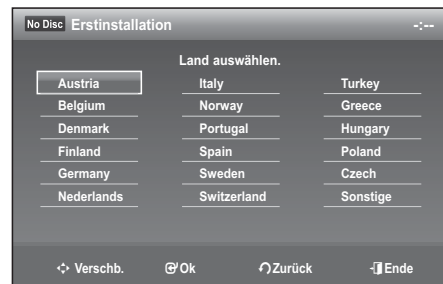 No Disc Erstinstallation -:--
Land auswählen.
Austria Italy Turkey
Belgium Norway Greece
Denmark Portugal Hungary
Finland Spain Poland
Germany Sweden Czech
Nederlands Switzerland Sonstige
Verschb. Ok Zurück Ende